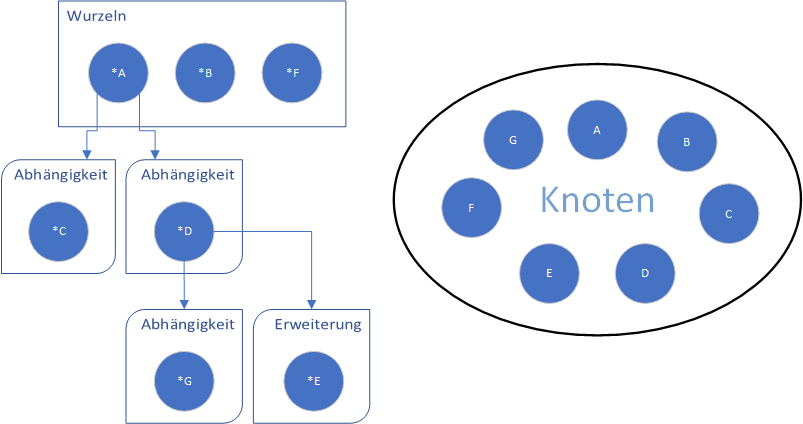 Wurzeln
*A
*B
*F
Abhängigkeit
*C
Abhängigkeit
*D
Abhängigkeit
*G
Erweiterung
*E
Knoten
A
B
C
D
E
F
G